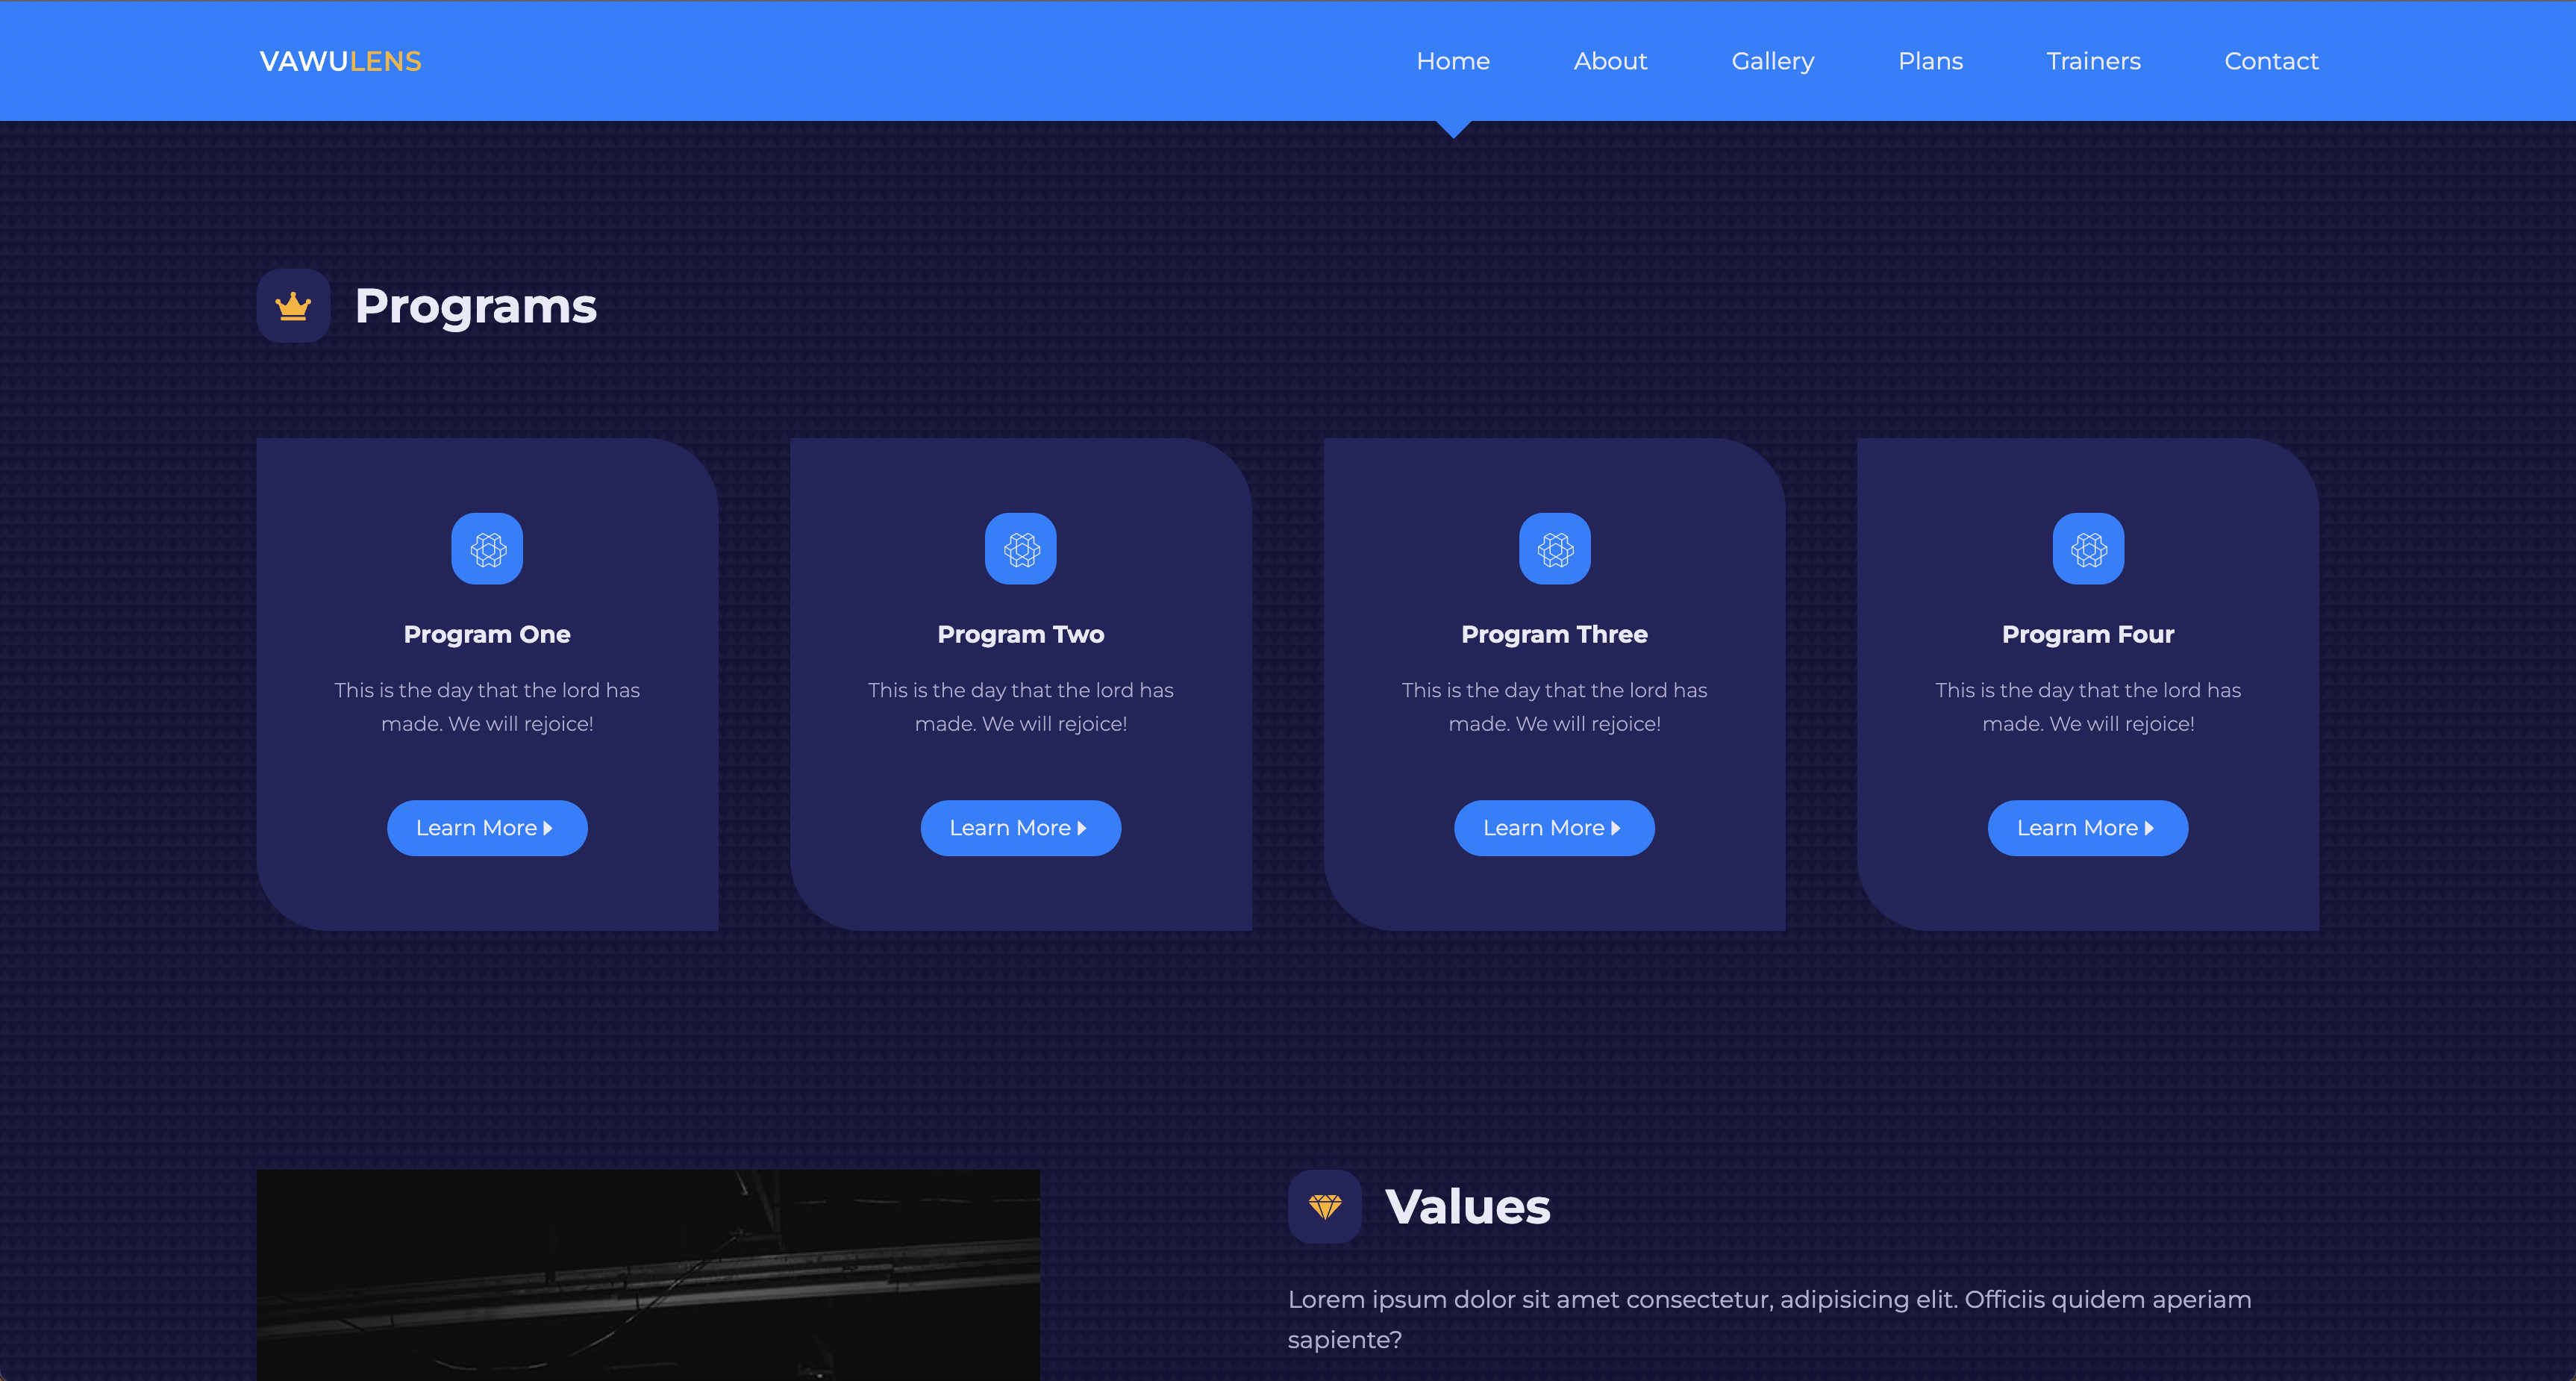 VAWULENS
Home About Gallery Plans Trainers Contact
Programs
Program One
This is the day that the lord has
made. We will rejoice!
Learn More
Program Two
This is the day that the lord has
made. We will rejoice!
Learn More
Program Three
This is the day that the lord has
made. We will rejoice!
Learn More
Program Four
This is the day that the lord has
made. We will rejoice!
Learn More
Values
Lorem ipsum dolor sit amet consectetur, adipisicing elit. Officiis quidem aperiam
sapiente?